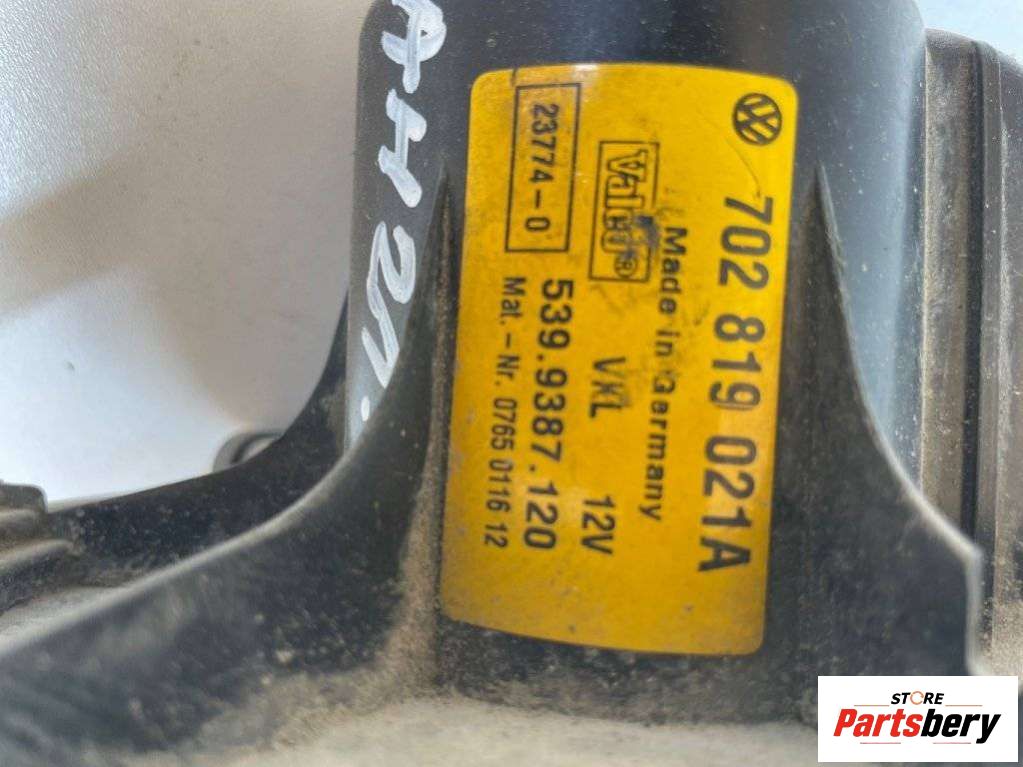 702 819 021A
Made in Germany
Valeo®
VKL 12V
23774-0
539.9387.120
Mat.-Nr. 0765 0116 12
STORE
Partsbery